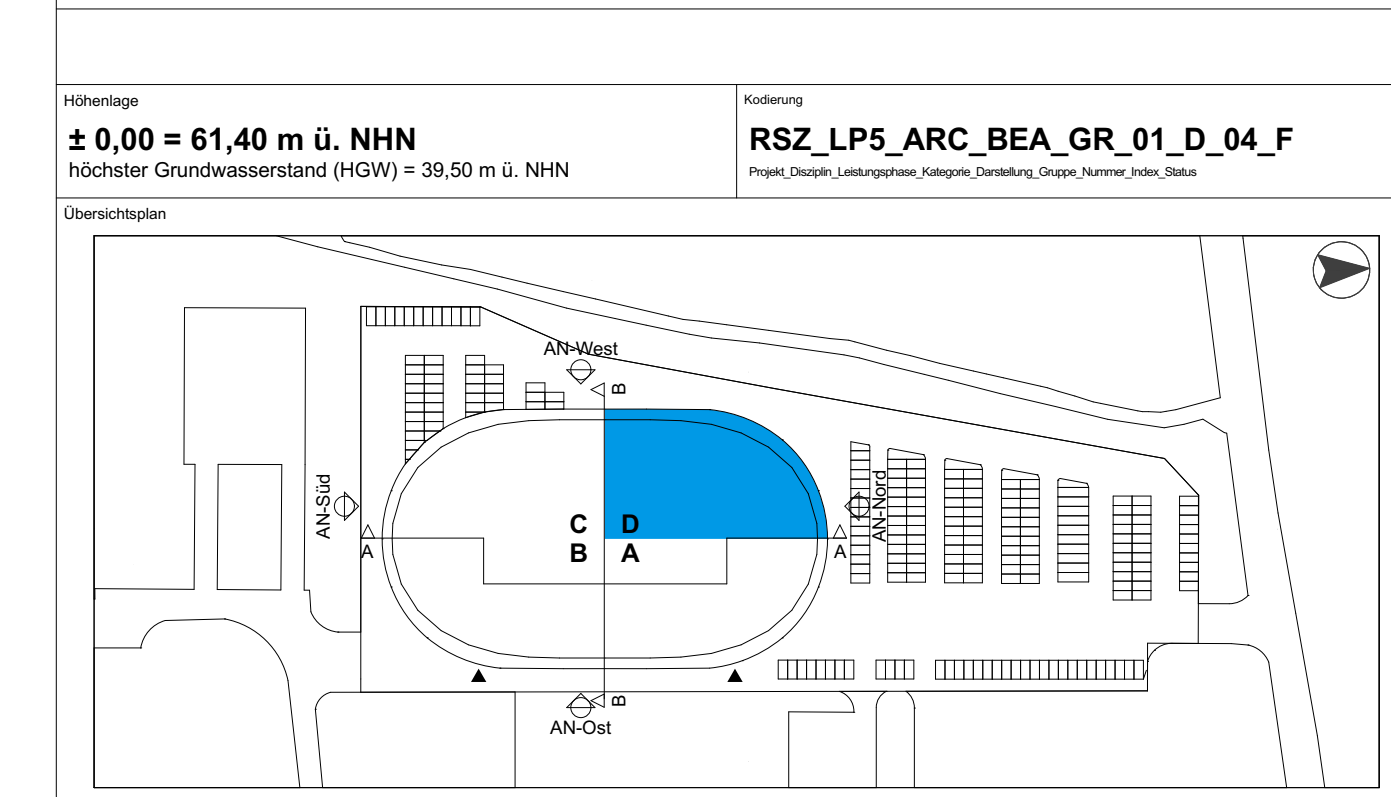 Höhenlage
± 0,00 = 61,40 m ü. NHN
höchster Grundwasserstand (HGW) = 39,50 m ü. NHN
Kodierung
RSZ_LP5_ARC_BEA_GR_01_D_04_F
Projekt_Disziplin_Leistungsphase_Kategorie_Darstellung_Gruppe_Nummer_Index_Status
Übersichtsplan
AN-West
B
AN-Süd
AN-Nord
C D
B A
A
A
B
AN-Ost